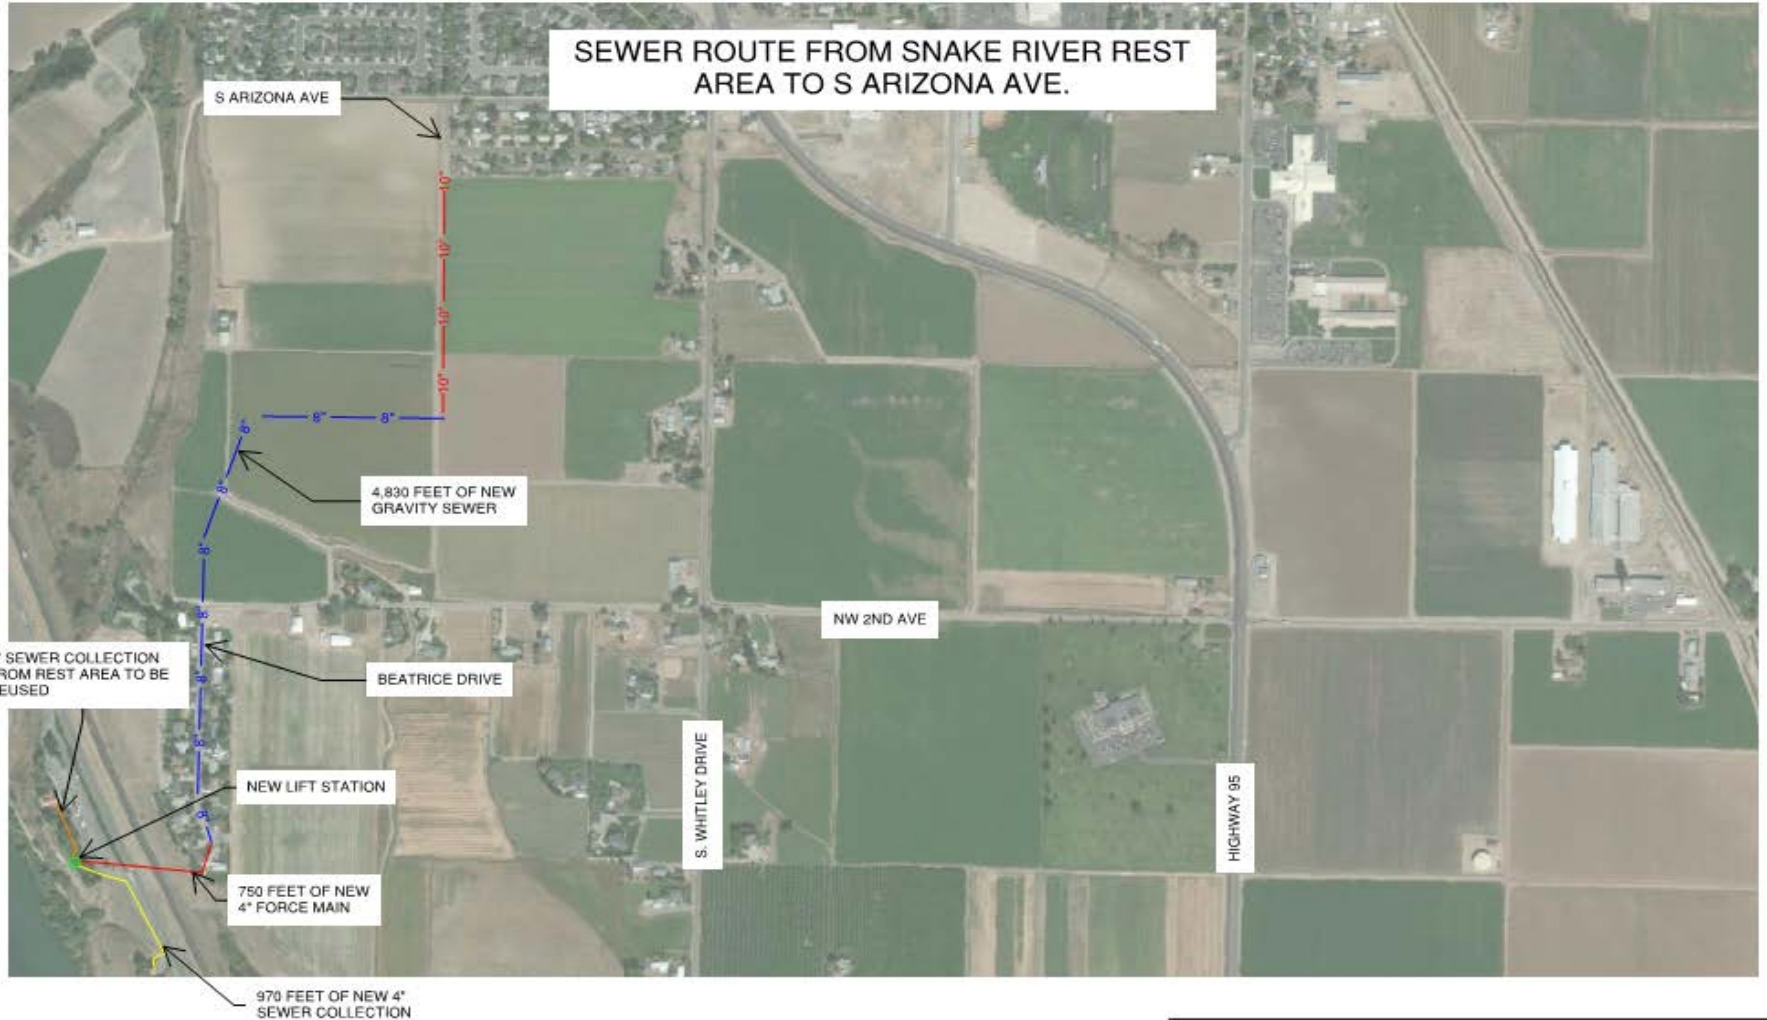 SEWER ROUTE FROM SNAKE RIVER REST
AREA TO S ARIZONA AVE.
S ARIZONA AVE
10"
10"
10"
10"
8"
8"
8"
4,830 FEET OF NEW
GRAVITY SEWER
8"
8"
8"
NW 2ND AVE
" SEWER COLLECTION
ROM REST AREA TO BE
EUSED
8"
BEATRICE DRIVE
8"
NEW LIFT STATION
8"
S. WHITLEY DRIVE
HIGHWAY 95
750 FEET OF NEW
4" FORCE MAIN
970 FEET OF NEW 4"
SEWER COLLECTION